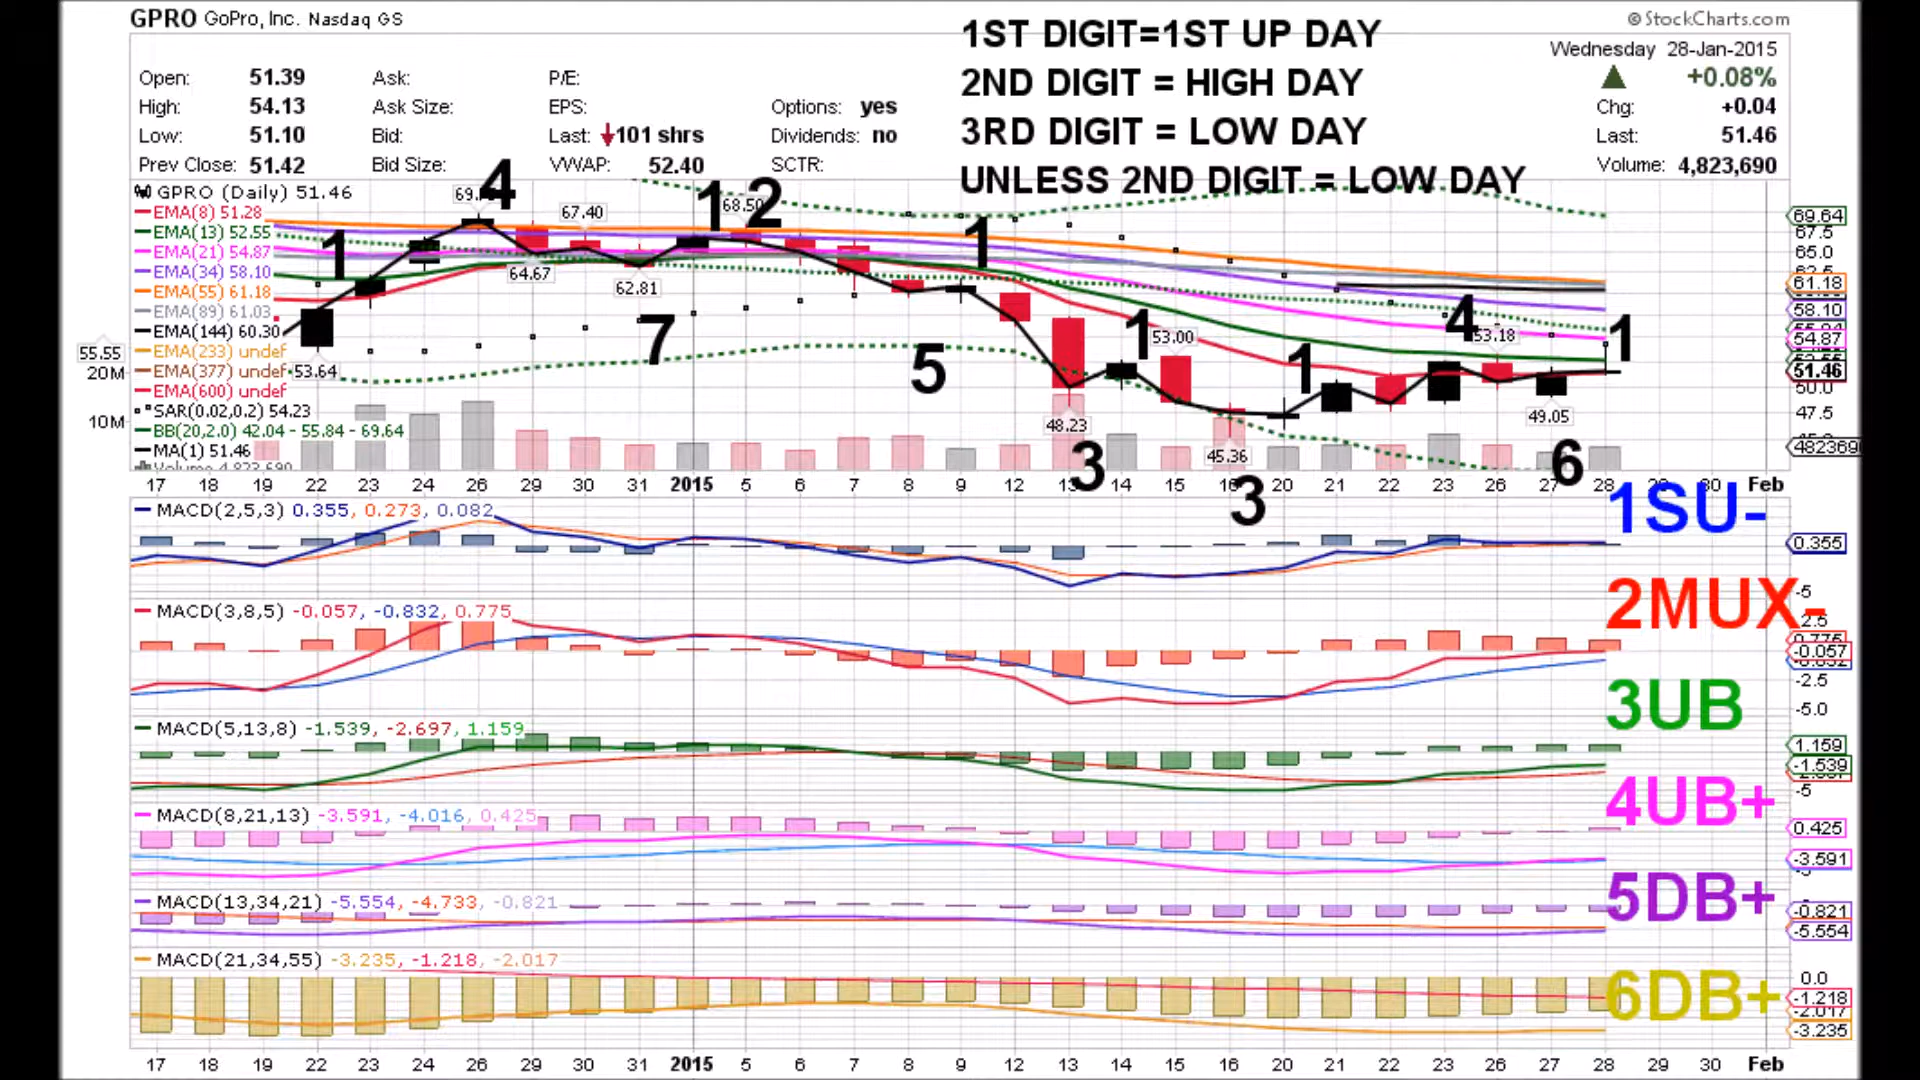 GPRO GoPro, Inc. Nasdaq GS
© StockCharts.com
1ST DIGIT=1ST UP DAY
2ND DIGIT = HIGH DAY
3RD DIGIT = LOW DAY
UNLESS 2ND DIGIT = LOW DAY
Wednesday 28-Jan-2015
+0.08%
Chg: +0.04
Last: 51.46
Volume: 4,823,690
Open: 51.39 Ask: P/E:
High: 54.13 Ask Size: EPS: Options: yes
Low: 51.10 Bid: Last: 101 shrs Dividends: no
Prev Close: 51.42 Bid Size: VWAP: 52.40 SCTR:
GPRO (Daily) 51.46
EMA(8) 51.28
EMA(13) 52.55
EMA(21) 54.87
EMA(34) 58.10
EMA(55) 61.18
EMA(89) 61.03
EMA(144) 60.30
EMA(233) undef
EMA(377) undef
EMA(600) undef
SAR(0.02,0.2) 54.23
BB(20,2.0) 42.04 - 55.84 - 69.64
MA(1) 51.46
Volume 4,823,690
55.55
20M
10M
1 4 1 2 1
7 5 1 1 4 1
3 3 6
53.64
64.67
67.40
62.81
68.50
48.23
53.00
45.36
53.18
49.05
69.64
67.5
65.0
61.18
58.10
54.87
51.46
50.0
47.5
482369
17 18 19 22 23 24 26 29 30 31 2015 5 6 7 8 9 12 13 14 15 16 20 21 22 23 26 27 28 29 30 Feb
MACD(2,5,3) 0.355, 0.273, 0.082
1SU-
0.355
-5
MACD(3,8,5) -0.057, -0.832, 0.775
2MUX-
2.5
0.775
-0.057
-2.5
-5.0
MACD(5,13,8) -1.539, -2.697, 1.159
3UB
1.159
-1.539
-5
MACD(8,21,13) -3.591, -4.016, 0.425
4UB+
0.425
-3.591
MACD(13,34,21) -5.554, -4.733, -0.821
5DB+
-0.821
-5.554
MACD(21,34,55) -3.235, -1.218, -2.017
6DB+
0.0
-1.218
-2.017
-3.235
17 18 19 22 23 24 26 29 30 31 2015 5 6 7 8 9 12 13 14 15 16 20 21 22 23 26 27 28 29 30 Feb